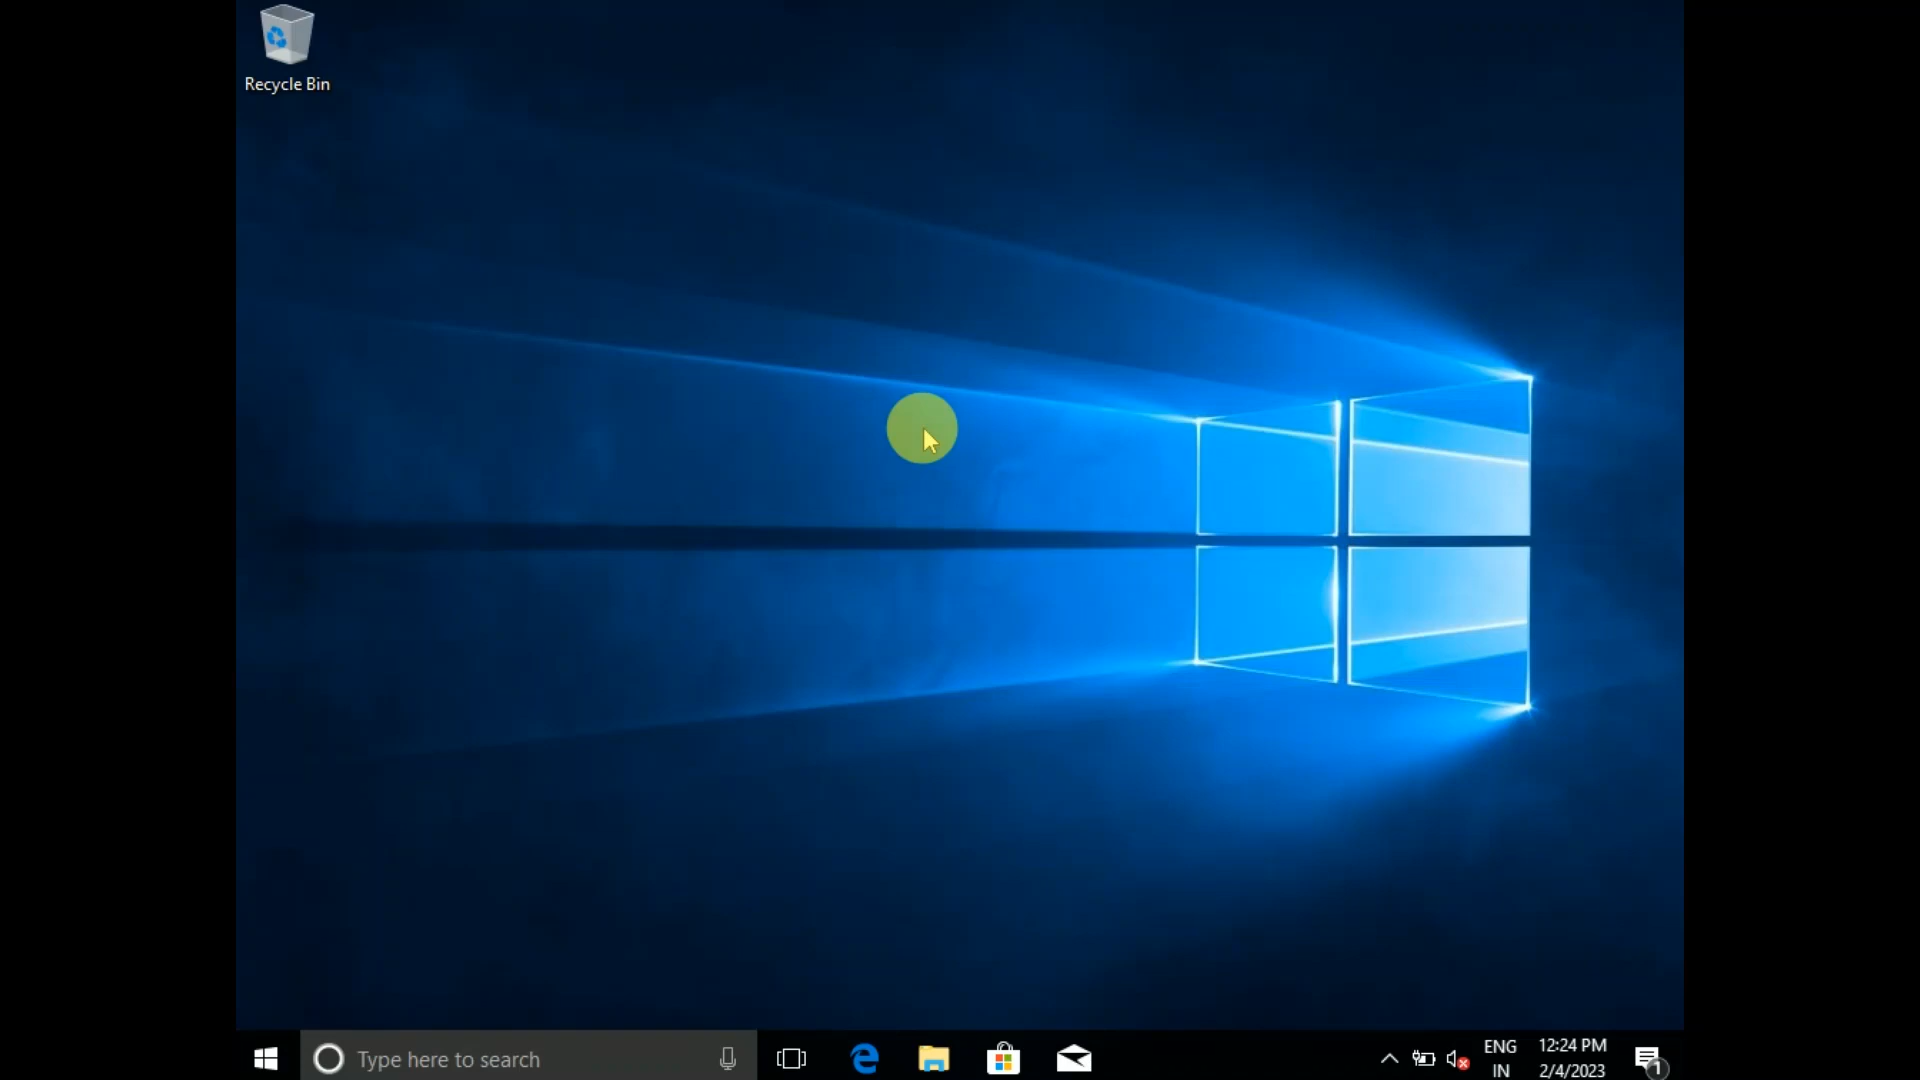 Recycle Bin
Type here to search
ENG
IN
12:24 PM
2/4/2023
1